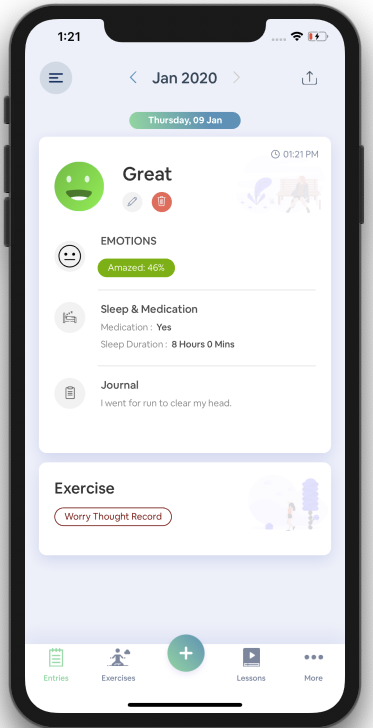 1:21
Jan 2020
Thursday, 09 Jan
01:21 PM
Great
EMOTIONS
Amazed: 46%
Sleep & Medication
Medication : Yes
Sleep Duration : 8 Hours 0 Mins
Journal
I went for run to clear my head.
Exercise
Worry Thought Record
Entries
Exercises
Lessons
More